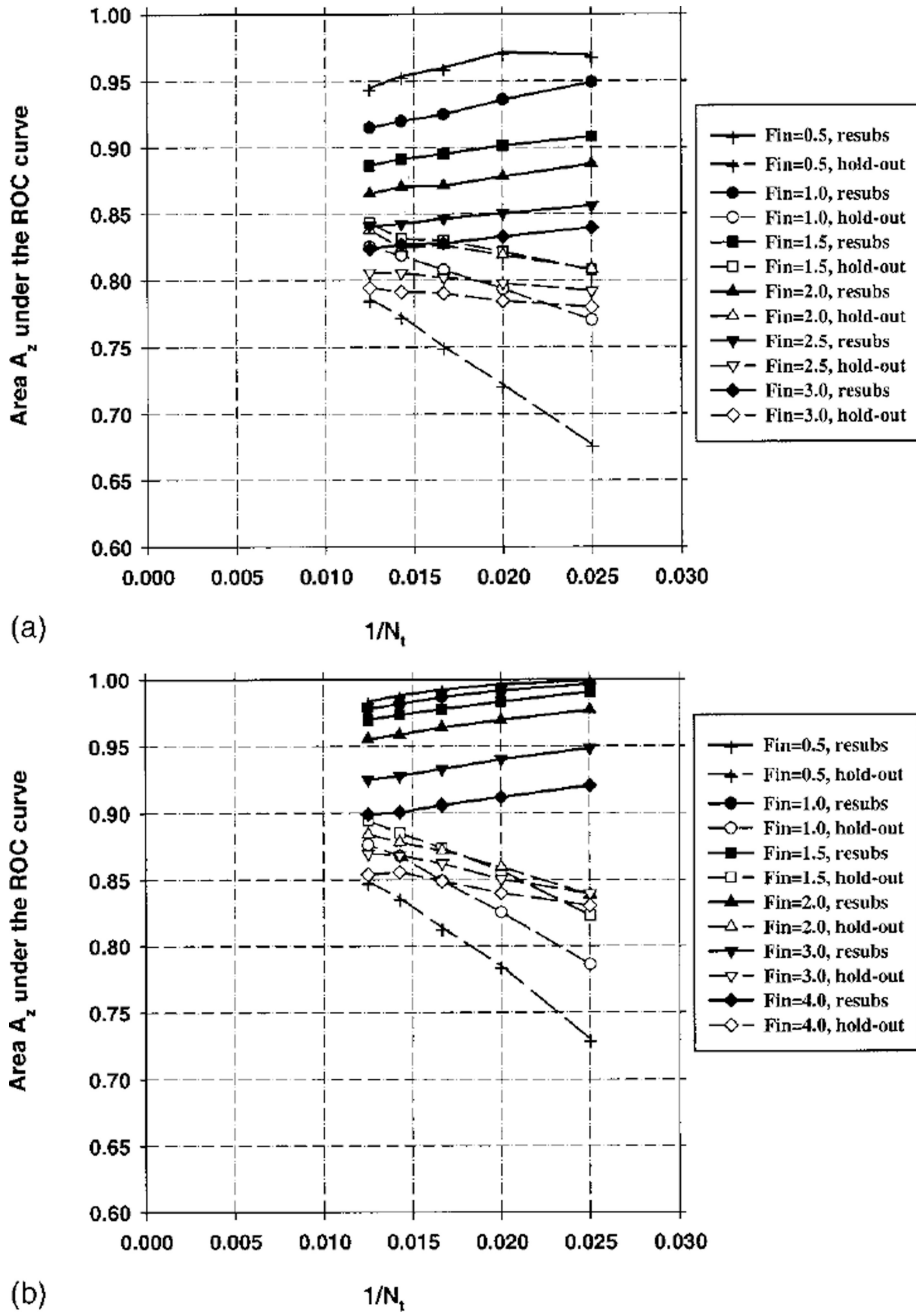 1.00
0.95
0.90
0.85
0.80
0.75
0.70
0.65
0.60
Area A_z under the ROC curve
0.000 0.005 0.010 0.015 0.020 0.025 0.030
1/N_t
(a)
Fin=0.5, resubs
Fin=0.5, hold-out
Fin=1.0, resubs
Fin=1.0, hold-out
Fin=1.5, resubs
Fin=1.5, hold-out
Fin=2.0, resubs
Fin=2.0, hold-out
Fin=2.5, resubs
Fin=2.5, hold-out
Fin=3.0, resubs
Fin=3.0, hold-out
1.00
0.95
0.90
0.85
0.80
0.75
0.70
0.65
0.60
Area A_z under the ROC curve
0.000 0.005 0.010 0.015 0.020 0.025 0.030
1/N_t
(b)
Fin=0.5, resubs
Fin=0.5, hold-out
Fin=1.0, resubs
Fin=1.0, hold-out
Fin=1.5, resubs
Fin=1.5, hold-out
Fin=2.0, resubs
Fin=2.0, hold-out
Fin=3.0, resubs
Fin=3.0, hold-out
Fin=4.0, resubs
Fin=4.0, hold-out